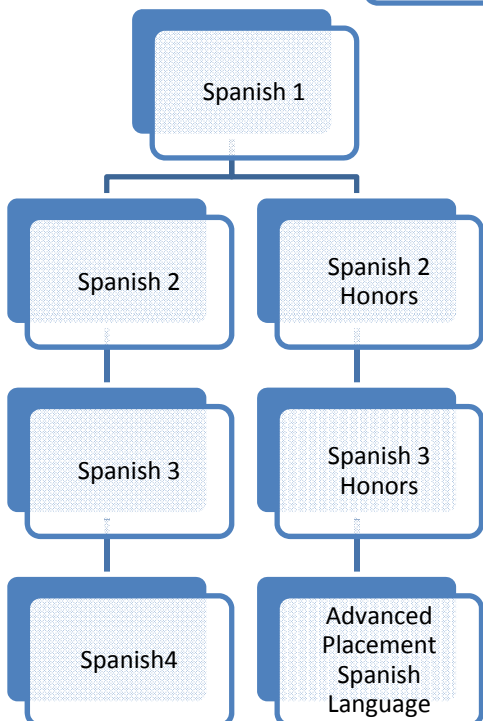 Spanish 1
Spanish 2
Spanish 2
Honors
Spanish 3
Spanish 3
Honors
Spanish4
Advanced
Placement
Spanish
Language